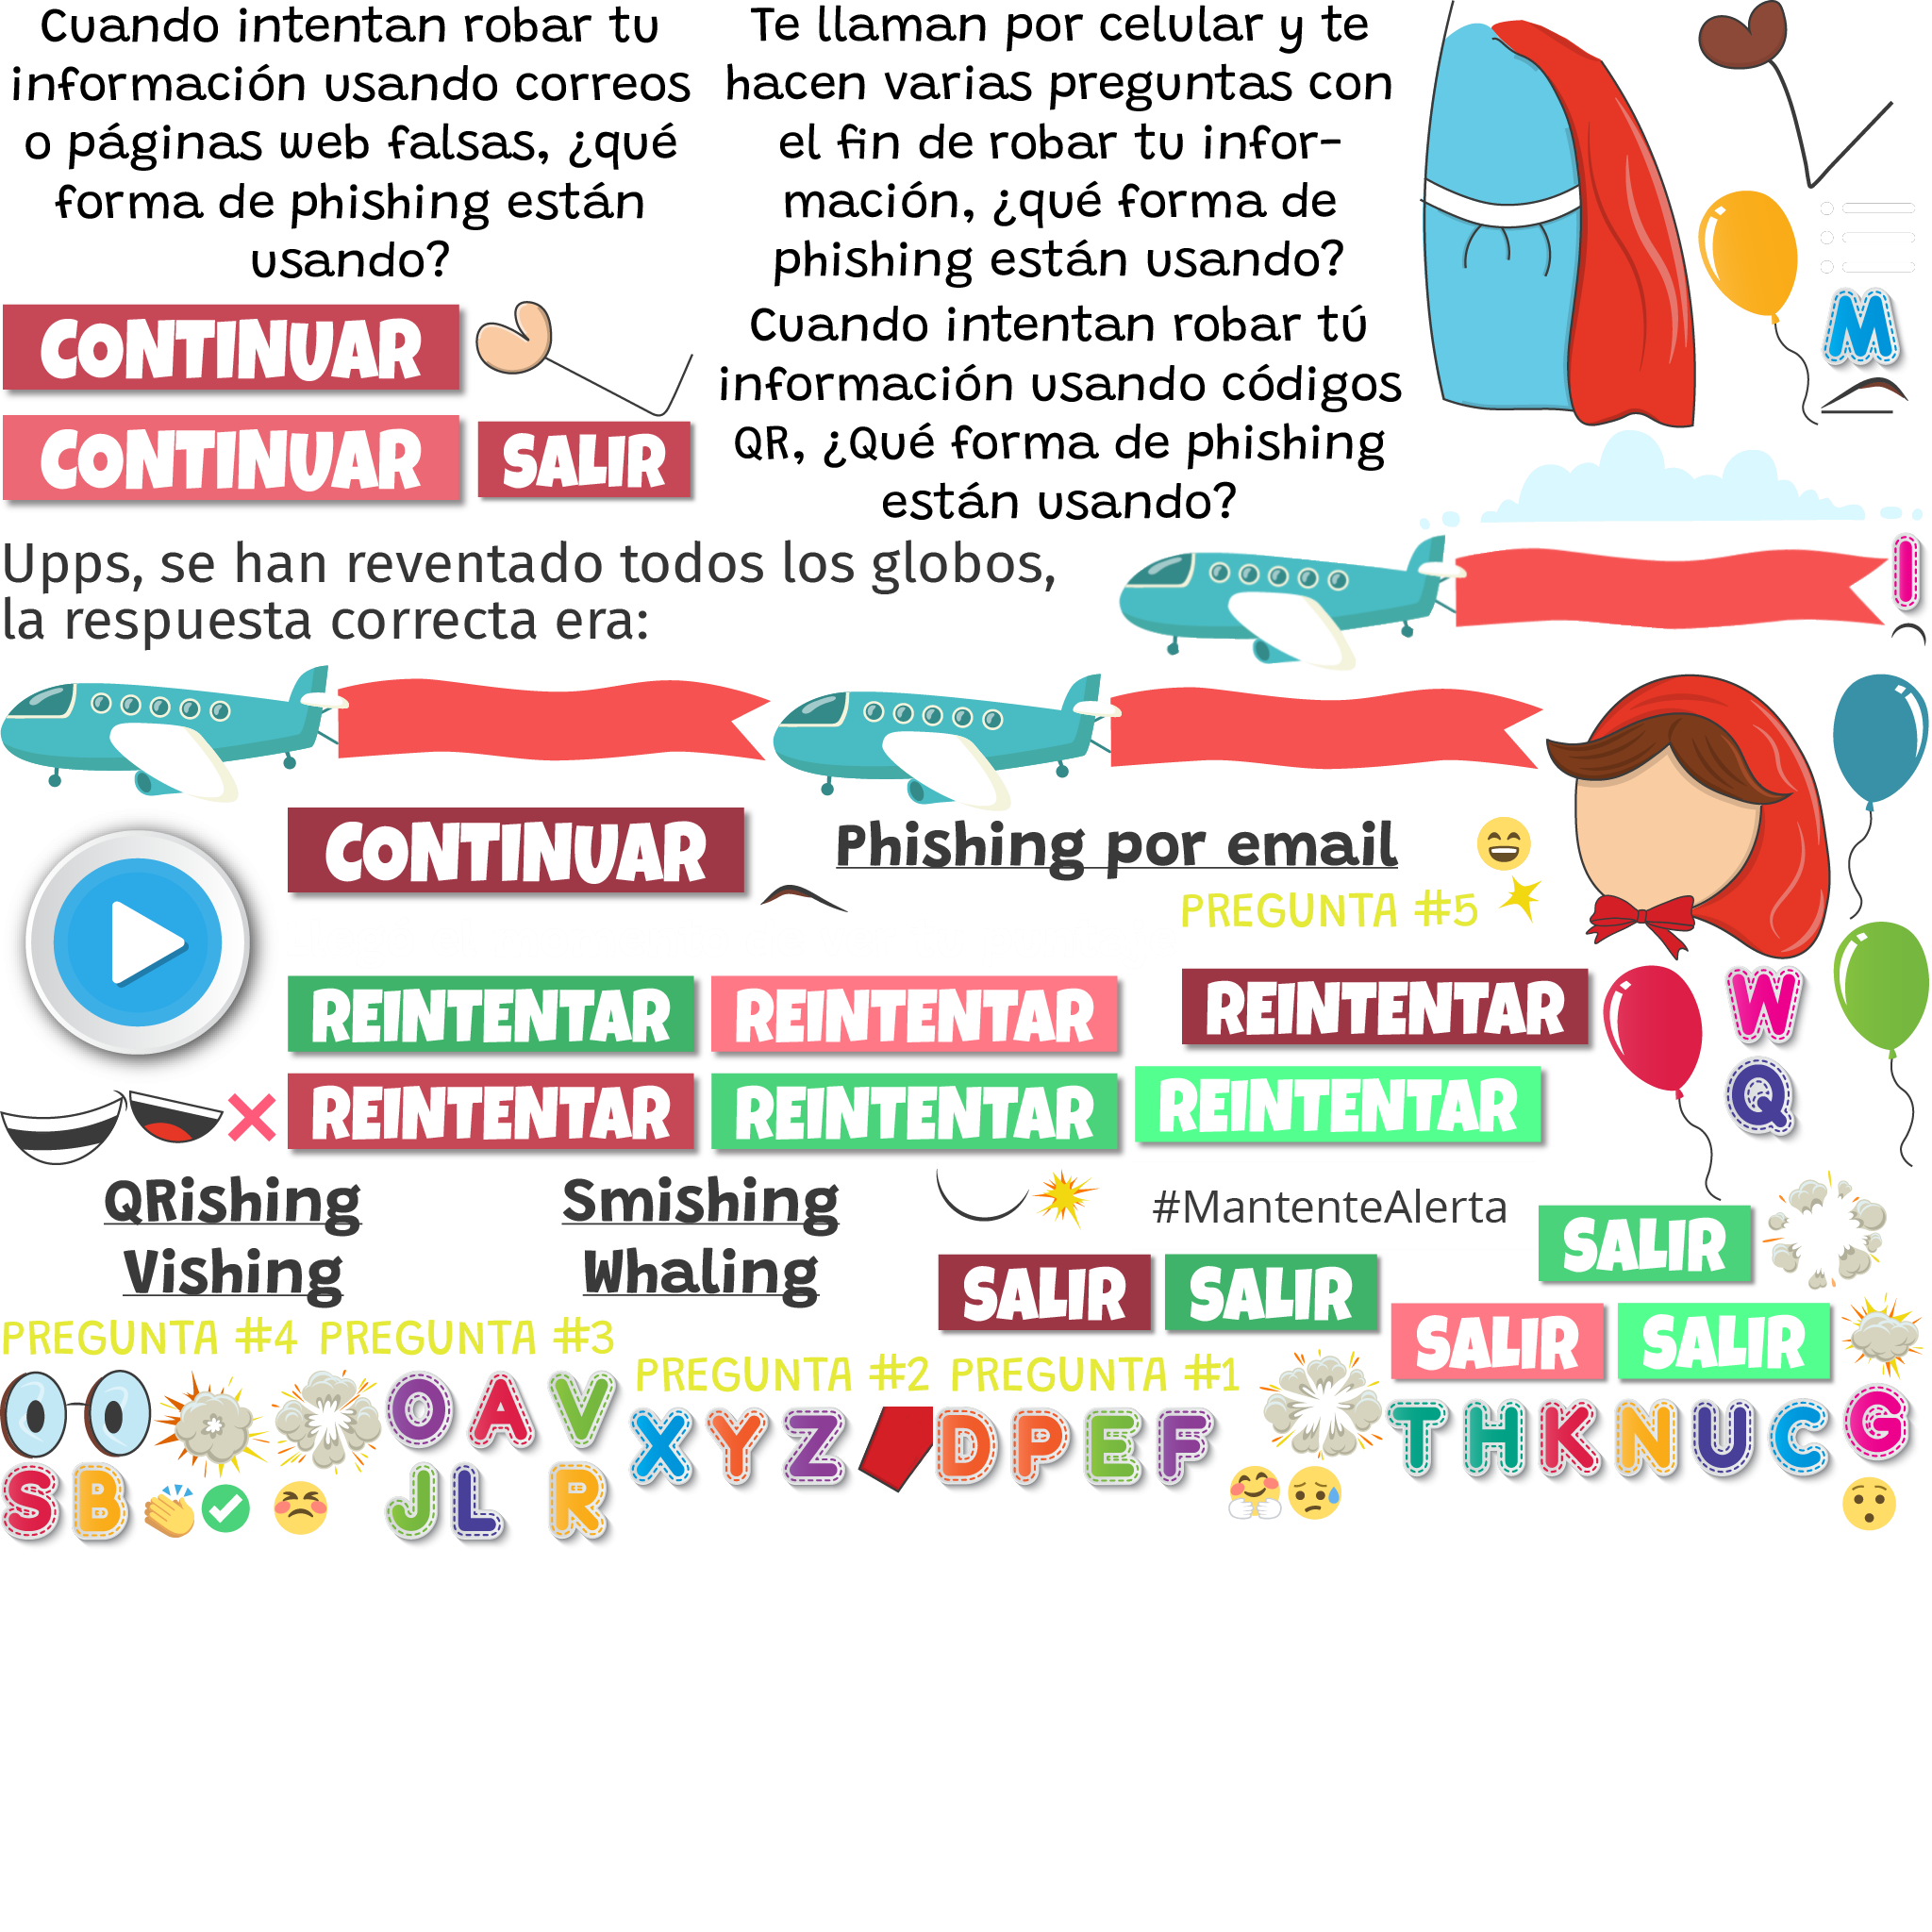 Cuando intentan robar tu
información usando correos
o páginas web falsas, ¿qué
forma de phishing están
usando?
Te llaman por celular y te
hacen varias preguntas con
el fin de robar tu infor-
mación, ¿qué forma de
phishing están usando?
Cuando intentan robar tú
información usando códigos
QR, ¿Qué forma de phishing
están usando?
CONTINUAR
CONTINUAR
SALIR
M
Upps, se han reventado todos los globos,
la respuesta correcta era:
I
CONTINUAR
Phishing por email
PREGUNTA #5
REINTENTAR
REINTENTAR
REINTENTAR
W
REINTENTAR
REINTENTAR
REINTENTAR
Q
QRishing
Smishing
#MantenteAlerta
Vishing
Whaling
SALIR
SALIR
SALIR
SALIR
SALIR
PREGUNTA #4
PREGUNTA #3
PREGUNTA #2
PREGUNTA #1
O A V
X Y Z
D P E F
T H K N U C G
S B
J L R